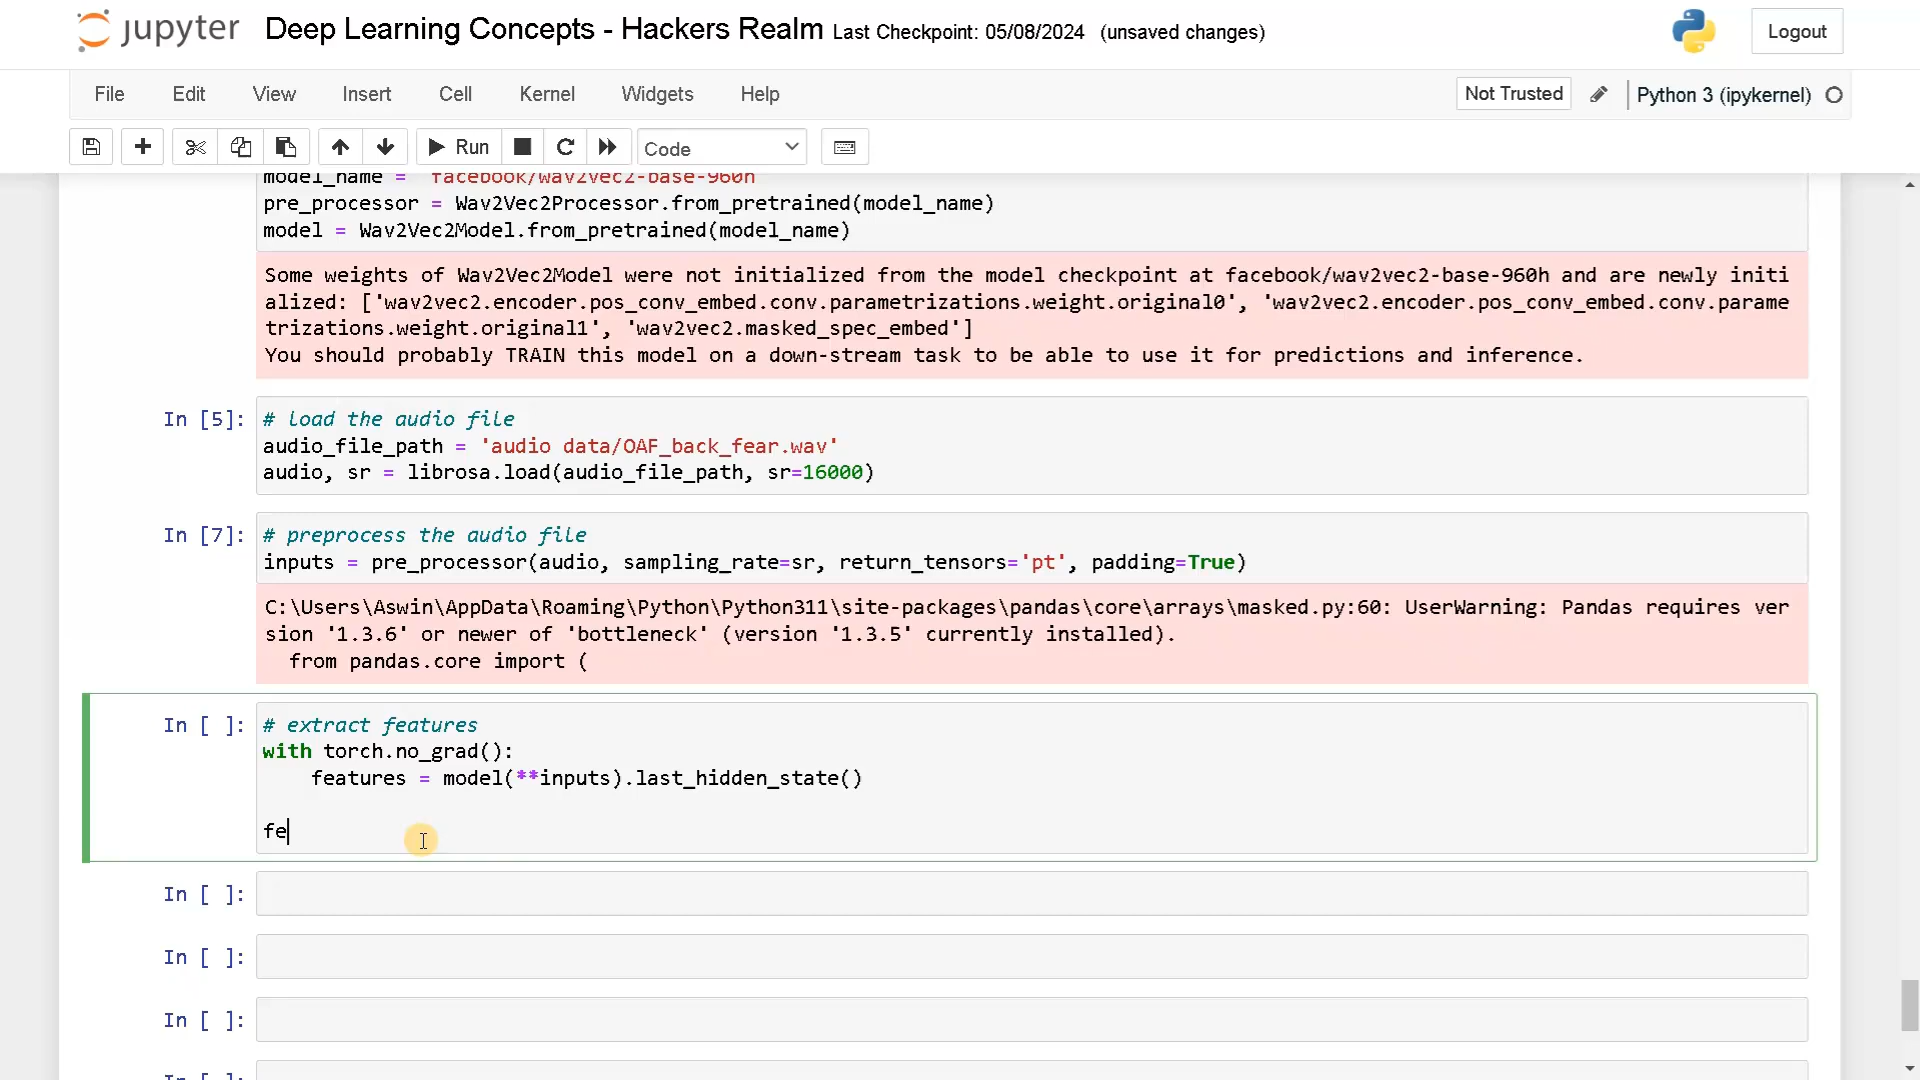 jupyter Deep Learning Concepts - Hackers Realm Last Checkpoint: 05/08/2024 (unsaved changes) Logout
File Edit View Insert Cell Kernel Widgets Help Not Trusted Python 3 (ipykernel)
Run Code
model_name = 'facebook/wav2vec2-base-960h'
pre_processor = Wav2Vec2Processor.from_pretrained(model_name)
model = Wav2Vec2Model.from_pretrained(model_name)
Some weights of Wav2Vec2Model were not initialized from the model checkpoint at facebook/wav2vec2-base-960h and are newly initi
alized: ['wav2vec2.encoder.pos_conv_embed.conv.parametrizations.weight.original0', 'wav2vec2.encoder.pos_conv_embed.conv.parame
trizations.weight.original1', 'wav2vec2.masked_spec_embed']
You should probably TRAIN this model on a down-stream task to be able to use it for predictions and inference.
In [5]: # load the audio file
audio_file_path = 'audio data/OAF_back_fear.wav'
audio, sr = librosa.load(audio_file_path, sr=16000)
In [7]: # preprocess the audio file
inputs = pre_processor(audio, sampling_rate=sr, return_tensors='pt', padding=True)
C:\Users\Aswin\AppData\Roaming\Python\Python311\site-packages\pandas\core\arrays\masked.py:60: UserWarning: Pandas requires ver
sion '1.3.6' or newer of 'bottleneck' (version '1.3.5' currently installed).
  from pandas.core import (
In [ ]: # extract features
with torch.no_grad():
    features = model(**inputs).last_hidden_state()
fe
In [ ]:
In [ ]:
In [ ]: